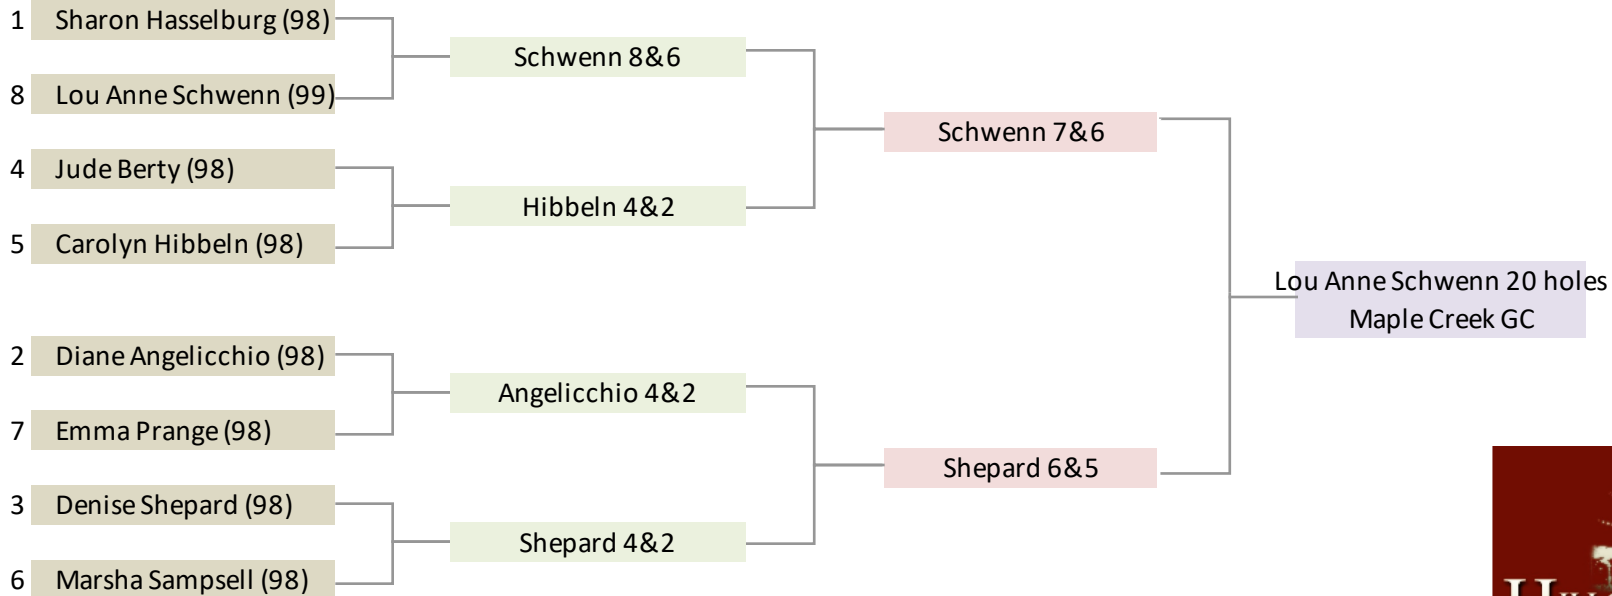 1 Sharon Hasselburg (98)
Schwenn 8&6
8 Lou Anne Schwenn (99)
Schwenn 7&6
4 Jude Berty (98)
Hibbeln 4&2
5 Carolyn Hibbeln (98)
Lou Anne Schwenn 20 holes
Maple Creek GC
2 Diane Angelicchio (98)
Angelicchio 4&2
7 Emma Prange (98)
Shepard 6&5
3 Denise Shepard (98)
Shepard 4&2
6 Marsha Sampsell (98)